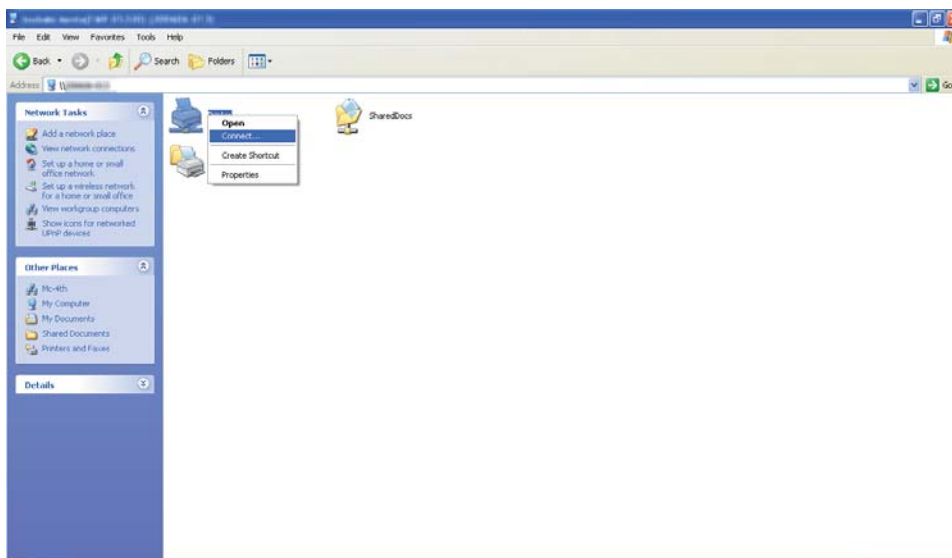 File Edit View Favorites Tools Help
Back Search Folders
Address \\
Go
Network Tasks
Add a network place
View network connections
Set up a home or small
office network
Set up a wireless network
for a home or small office
View workgroup computers
Show icons for networked
UPnP devices
Other Places
Mc-4th
My Computer
My Documents
Shared Documents
Printers and Faxes
Details
Open
Connect...
Create Shortcut
Properties
SharedDocs